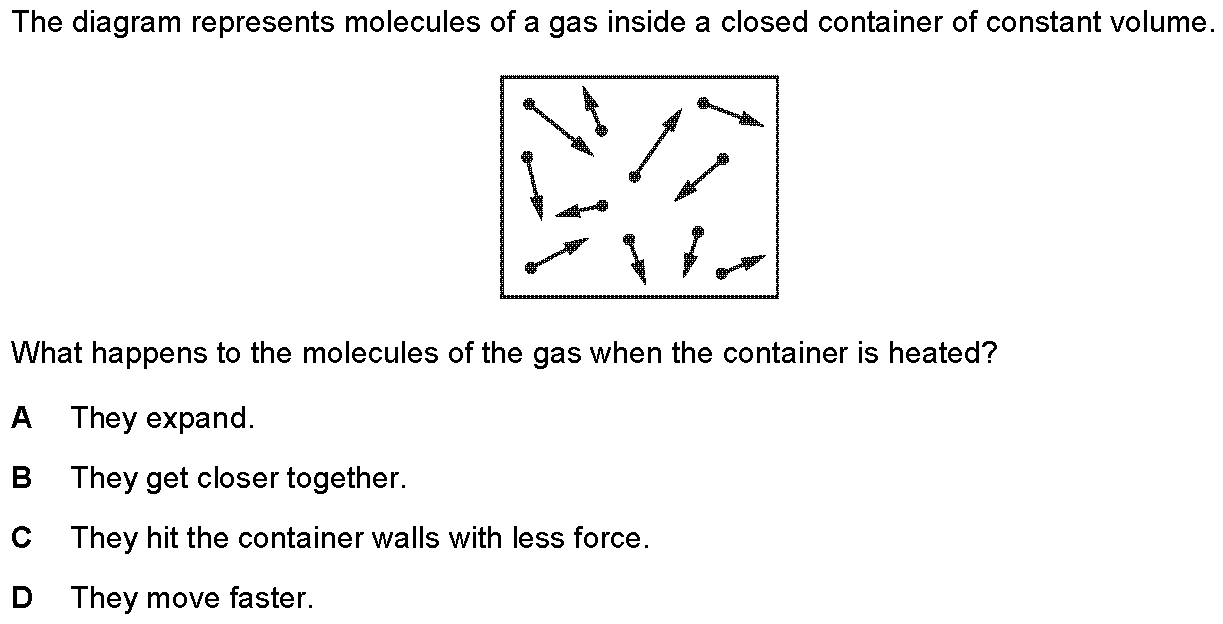 The diagram represents molecules of a gas inside a closed container of constant volume.
What happens to the molecules of the gas when the container is heated?
A They expand.
B They get closer together.
C They hit the container walls with less force.
D They move faster.